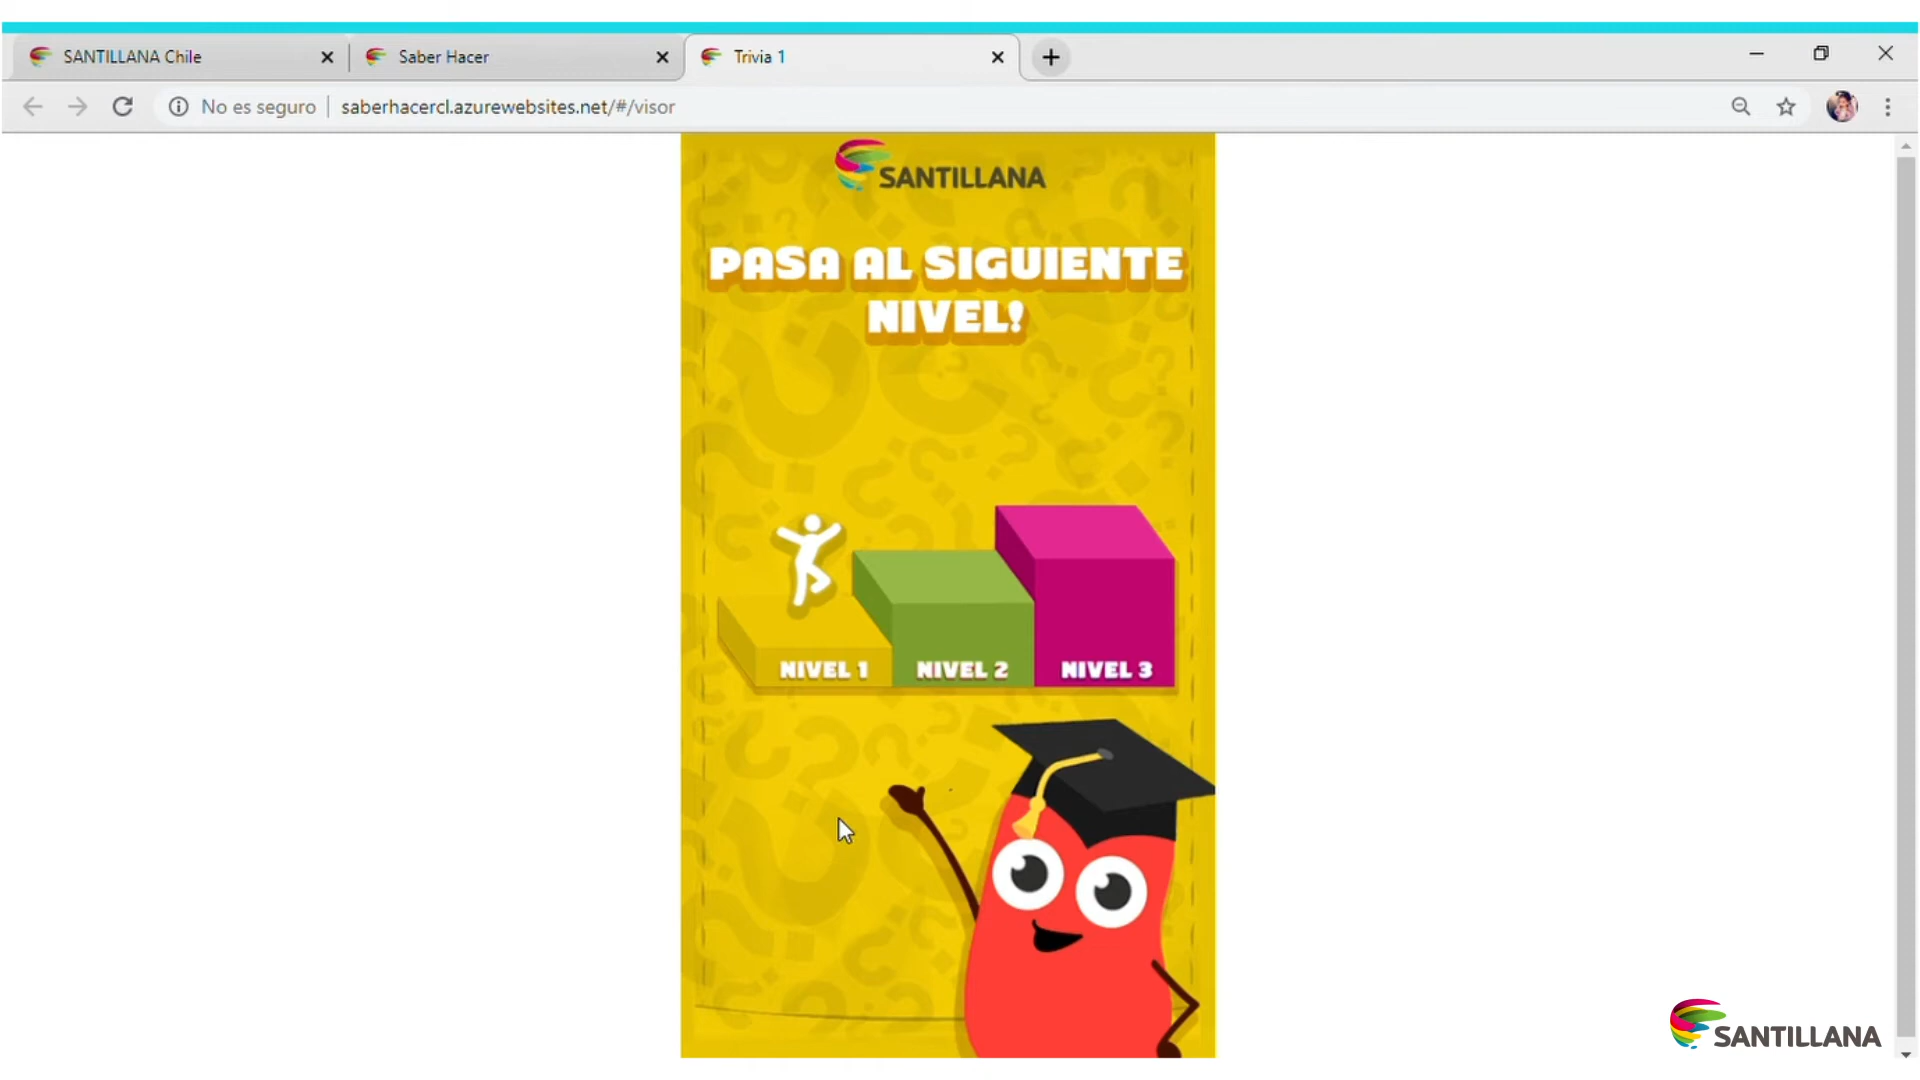 SANTILLANA Chile
Saber Hacer
Trivia 1
No es seguro
saberhacercl.azurewebsites.net/#/visor
SANTILLANA
PASA AL SIGUIENTE
NIVEL!
NIVEL 1
NIVEL 2
NIVEL 3
SANTILLANA